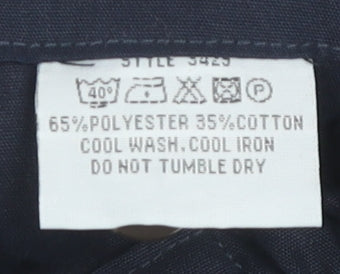 STYLE 3429
40°
P
65%POLYESTER 35%COTTON
COOL WASH, COOL IRON
DO NOT TUMBLE DRY